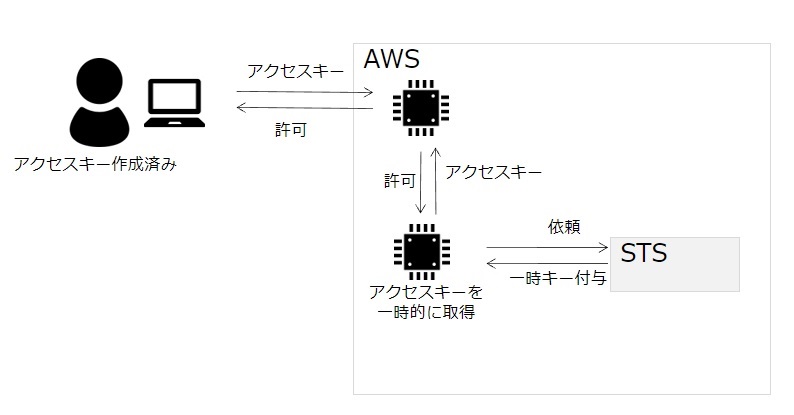 AWS
アクセスキー
許可
アクセスキー作成済み
許可
アクセスキー
依頼
STS
一時キー付与
アクセスキーを
一時的に取得